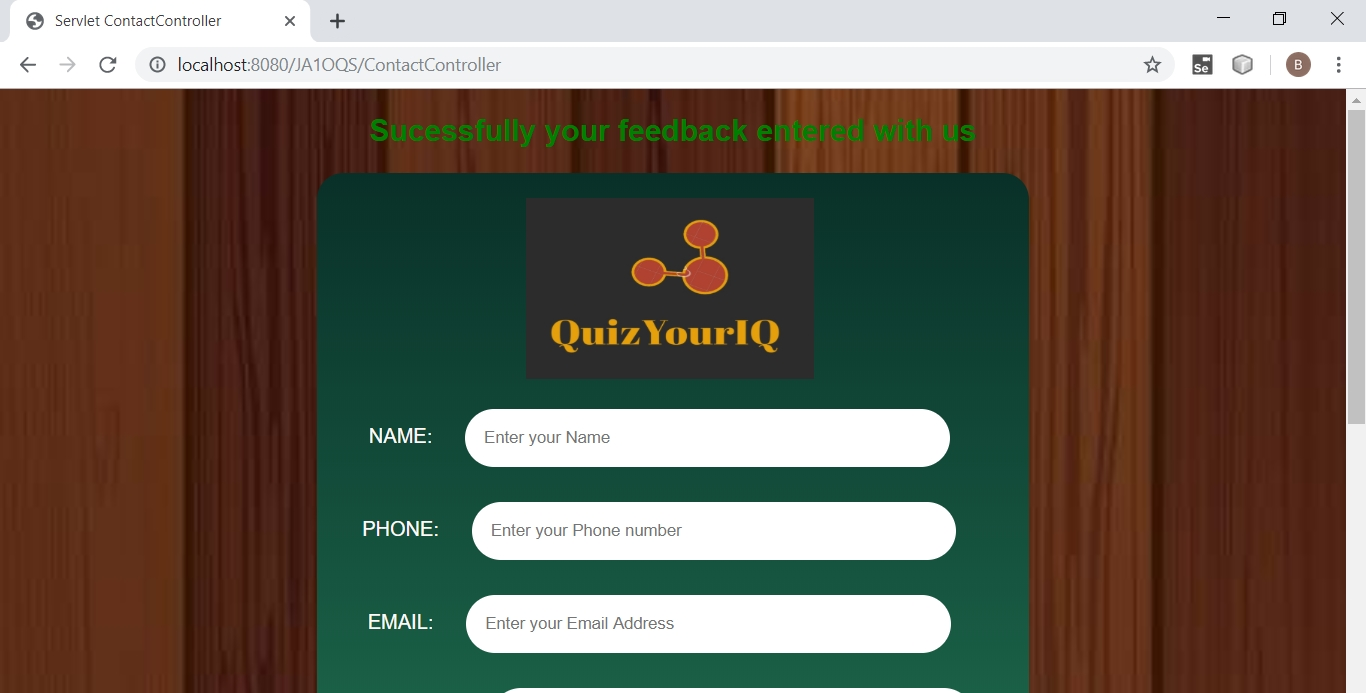 Servlet ContactController
localhost:8080/JA1OQS/ContactController
Se
B
Sucessfully your feedback entered with us
QuizYourIQ
NAME: Enter your Name
PHONE: Enter your Phone number
EMAIL: Enter your Email Address